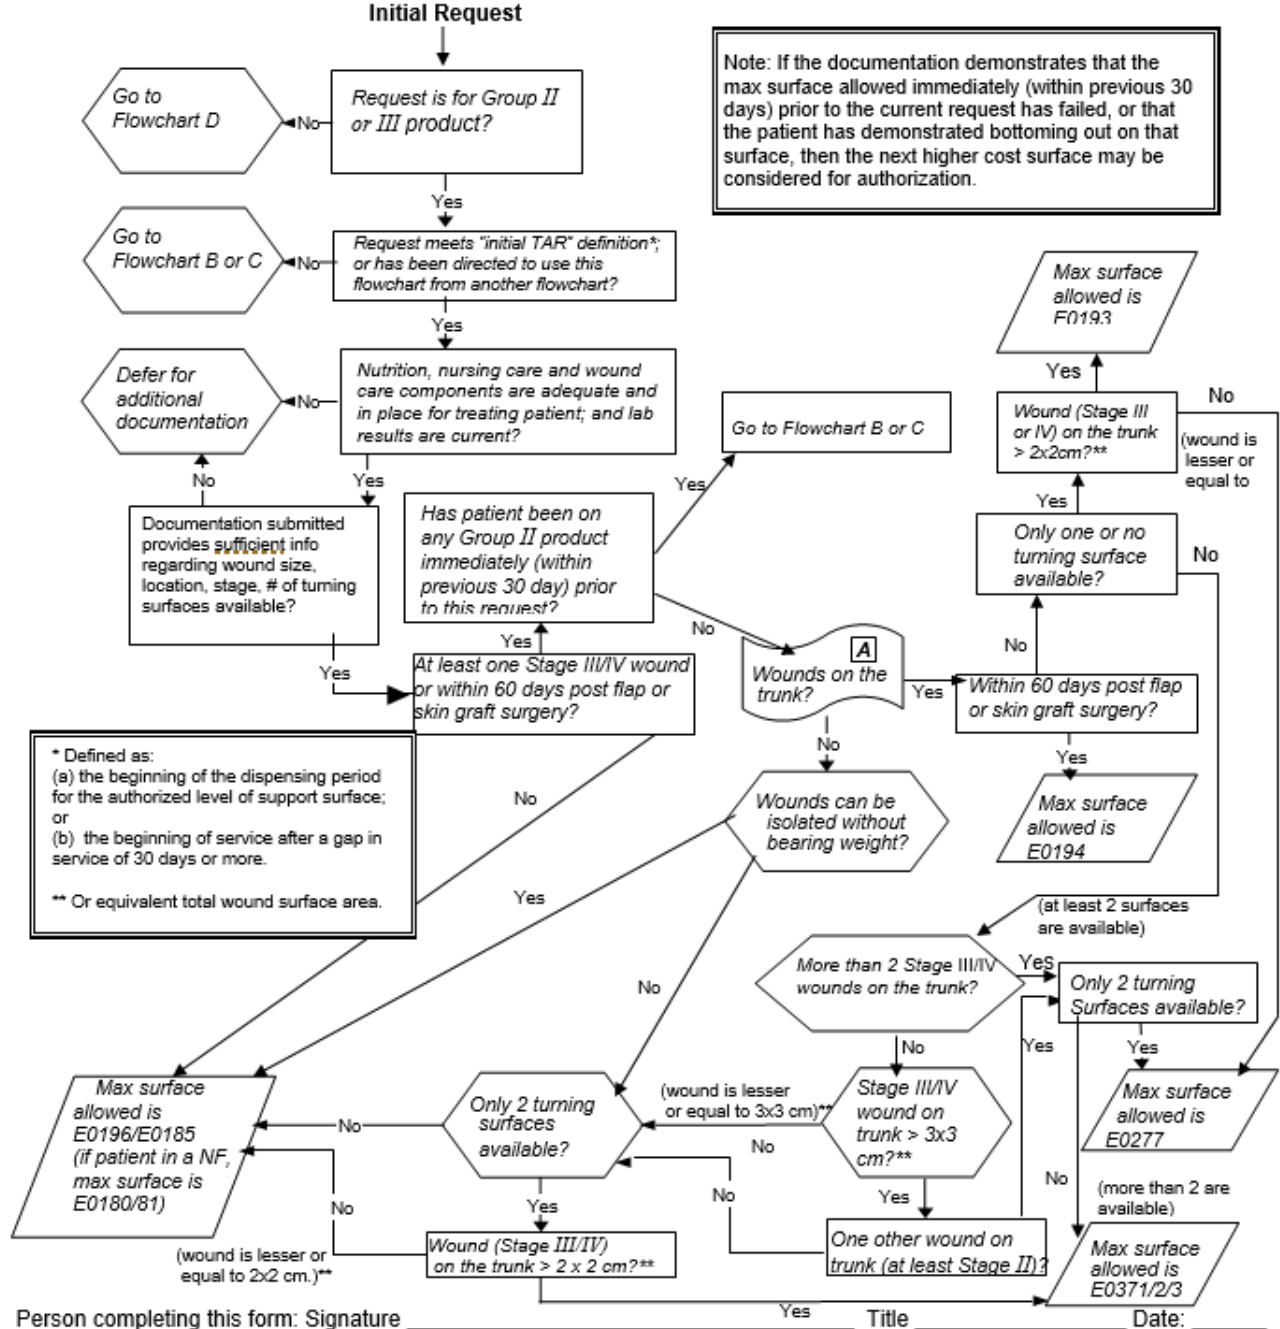 Initial Request
Note: If the documentation demonstrates that the
max surface allowed immediately (within previous 30
days) prior to the current request has failed, or that
the patient has demonstrated bottoming out on that
surface, then the next higher cost surface may be
considered for authorization.
Go to
Flowchart D
No
Request is for Group II
or III product?
Yes
Go to
Flowchart B or C
No
Request meets "initial TAR" definition*;
or has been directed to use this
flowchart from another flowchart?
Yes
Defer for
additional
documentation
No
Nutrition, nursing care and wound
care components are adequate and
in place for treating patient; and lab
results are current?
No
Yes
Documentation submitted
provides sufficient info
regarding wound size,
location, stage, # of turning
surfaces available?
Yes
Has patient been on
any Group II product
immediately (within
previous 30 day) prior
to this request?
Yes
No
Yes
Go to Flowchart B or C
At least one Stage III/IV wound
or within 60 days post flap or
skin graft surgery?
No
A
Wounds on the
trunk?
Yes
No
Max surface
allowed is
E0193
Yes
Wound (Stage III
or IV) on the trunk
> 2x2cm?**
No
(wound is
lesser or
equal to
Yes
Only one or no
turning surface
available?
No
No
Within 60 days post flap
or skin graft surgery?
Yes
Max surface
allowed is
E0194
* Defined as:
(a) the beginning of the dispensing period
for the authorized level of support surface;
or
(b) the beginning of service after a gap in
service of 30 days or more.
** Or equivalent total wound surface area.
Wounds can be
isolated without
bearing weight?
Yes
No
(at least 2 surfaces
are available)
More than 2 Stage III/IV
wounds on the trunk?
Yes
Only 2 turning
Surfaces available?
No
Yes
Yes
Max surface
allowed is
E0196/E0185
(if patient in a NF,
max surface is
E0180/81)
No
Only 2 turning
surfaces
available?
(wound is lesser
or equal to 3x3 cm)**
No
Stage III/IV
wound on
trunk > 3x3
cm?**
Max surface
allowed is
E0277
No
(more than 2 are
available)
Yes
No
Yes
No
(wound is lesser or
equal to 2x2 cm.)**
Wound (Stage III/IV)
on the trunk > 2 x 2 cm?**
One other wound on
trunk (at least Stage II)?
Max surface
allowed is
E0371/2/3
Yes
Person completing this form: Signature Title Date: